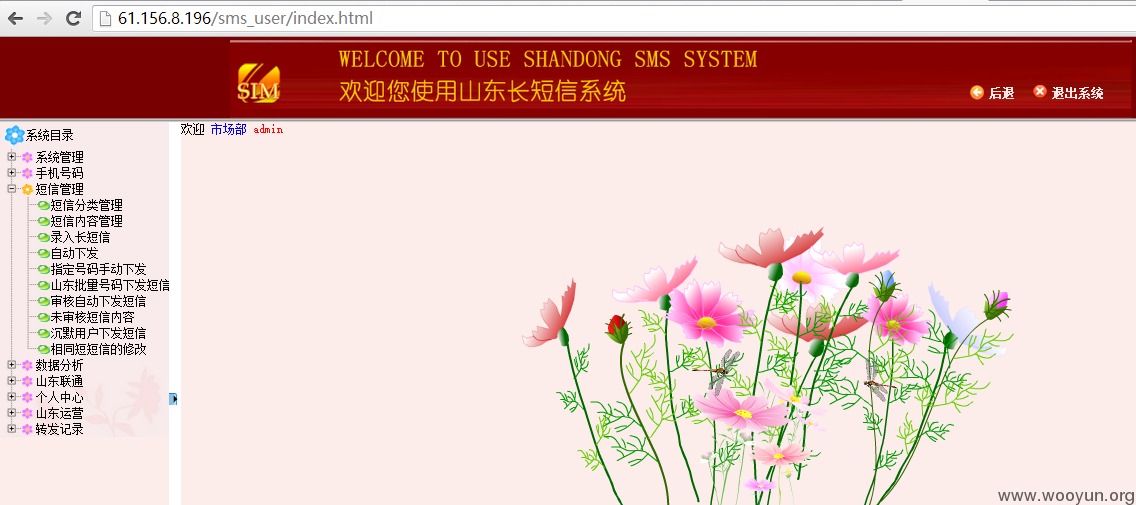 61.156.8.196/sms_user/index.html
WELCOME TO USE SHANDONG SMS SYSTEM
SIM
欢迎您使用山东长短信系统
后退 退出系统
系统目录
欢迎 市场部 admin
系统管理
手机号码
短信管理
短信分类管理
短信内容管理
录入长短信
自动下发
指定号码手动下发
山东批量号码下发短信
审核自动下发短信
未审核短信内容
沉默用户下发短信
相同短短信的修改
数据分析
山东联通
个人中心
山东运营
转发记录
www.wooyun.org